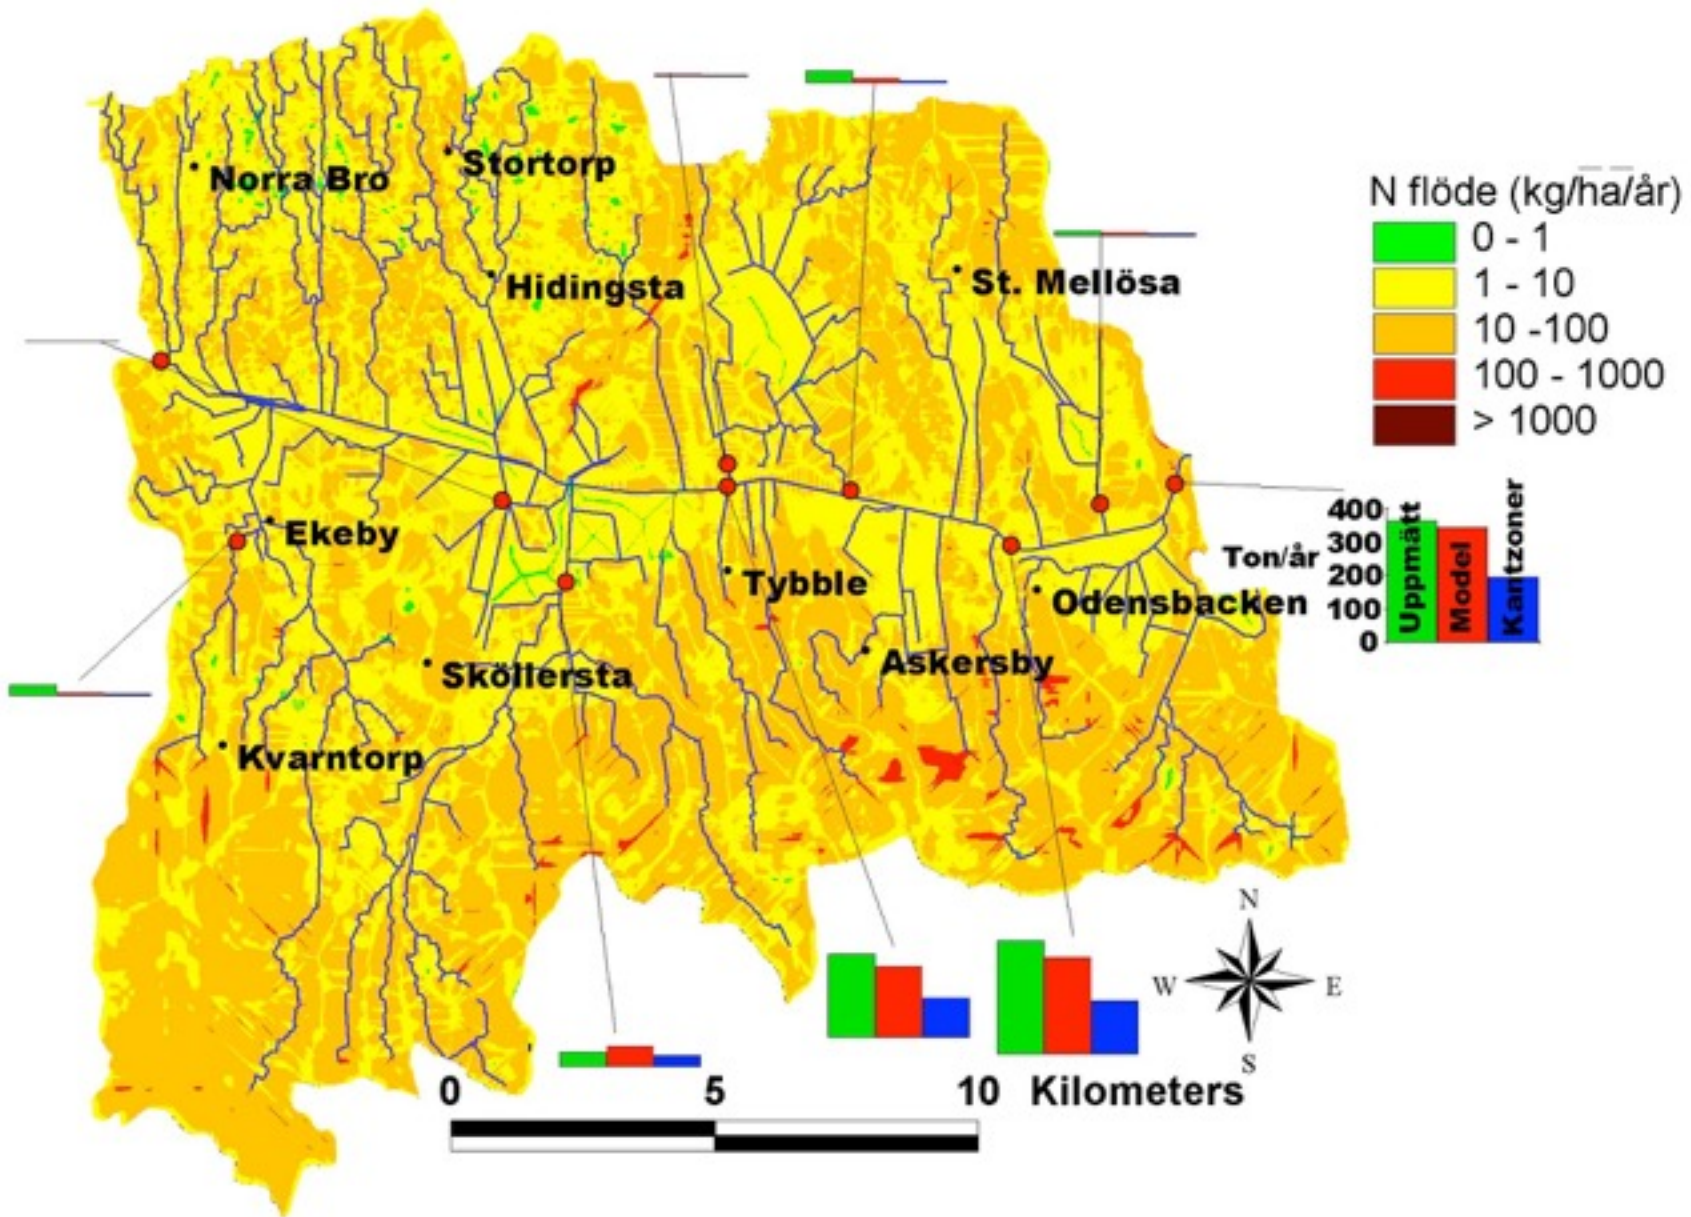 N flöde (kg/ha/år)
0 - 1
1 - 10
10 -100
100 - 1000
> 1000
Norra Bro
Stortorp
Hidingsta
St. Mellösa
Ekeby
Tybble
Odensbacken
Sköllersta
Askersby
Kvarntorp
Ton/år
400
300
200
100
0
Uppmätt
Model
Kantzoner
N
W
E
S
0
5
10 Kilometers